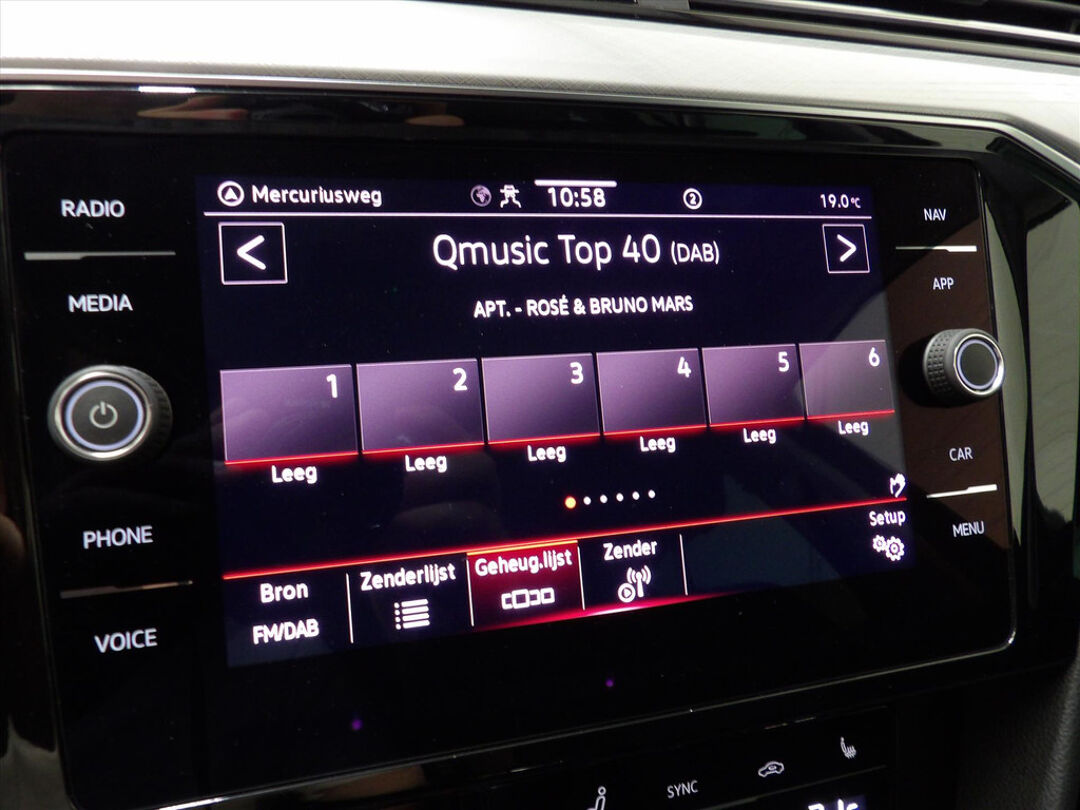 RADIO
MEDIA
PHONE
VOICE
Mercuriusweg
10:58
2
19.0°C
<
Qmusic Top 40 (DAB)
>
APT. - ROSÉ & BRUNO MARS
1 2 3 4 5 6
Leeg Leeg Leeg Leeg Leeg Leeg
Bron
FM/DAB
Zenderlijst
Geheug.lijst
Zender
Setup
NAV
APP
CAR
MENU
SYNC